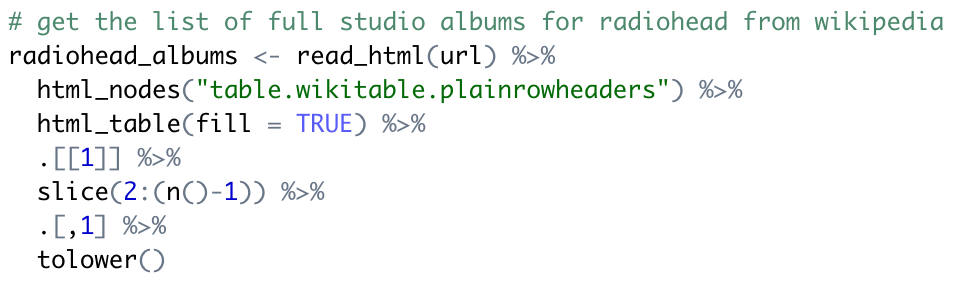 # get the list of full studio albums for radiohead from wikipedia
radiohead_albums <- read_html(url) %>%
  html_nodes("table.wikitable.plainrowheaders") %>%
  html_table(fill = TRUE) %>%
  .[[1]] %>%
  slice(2:(n()-1)) %>%
  .[,1] %>%
  tolower()